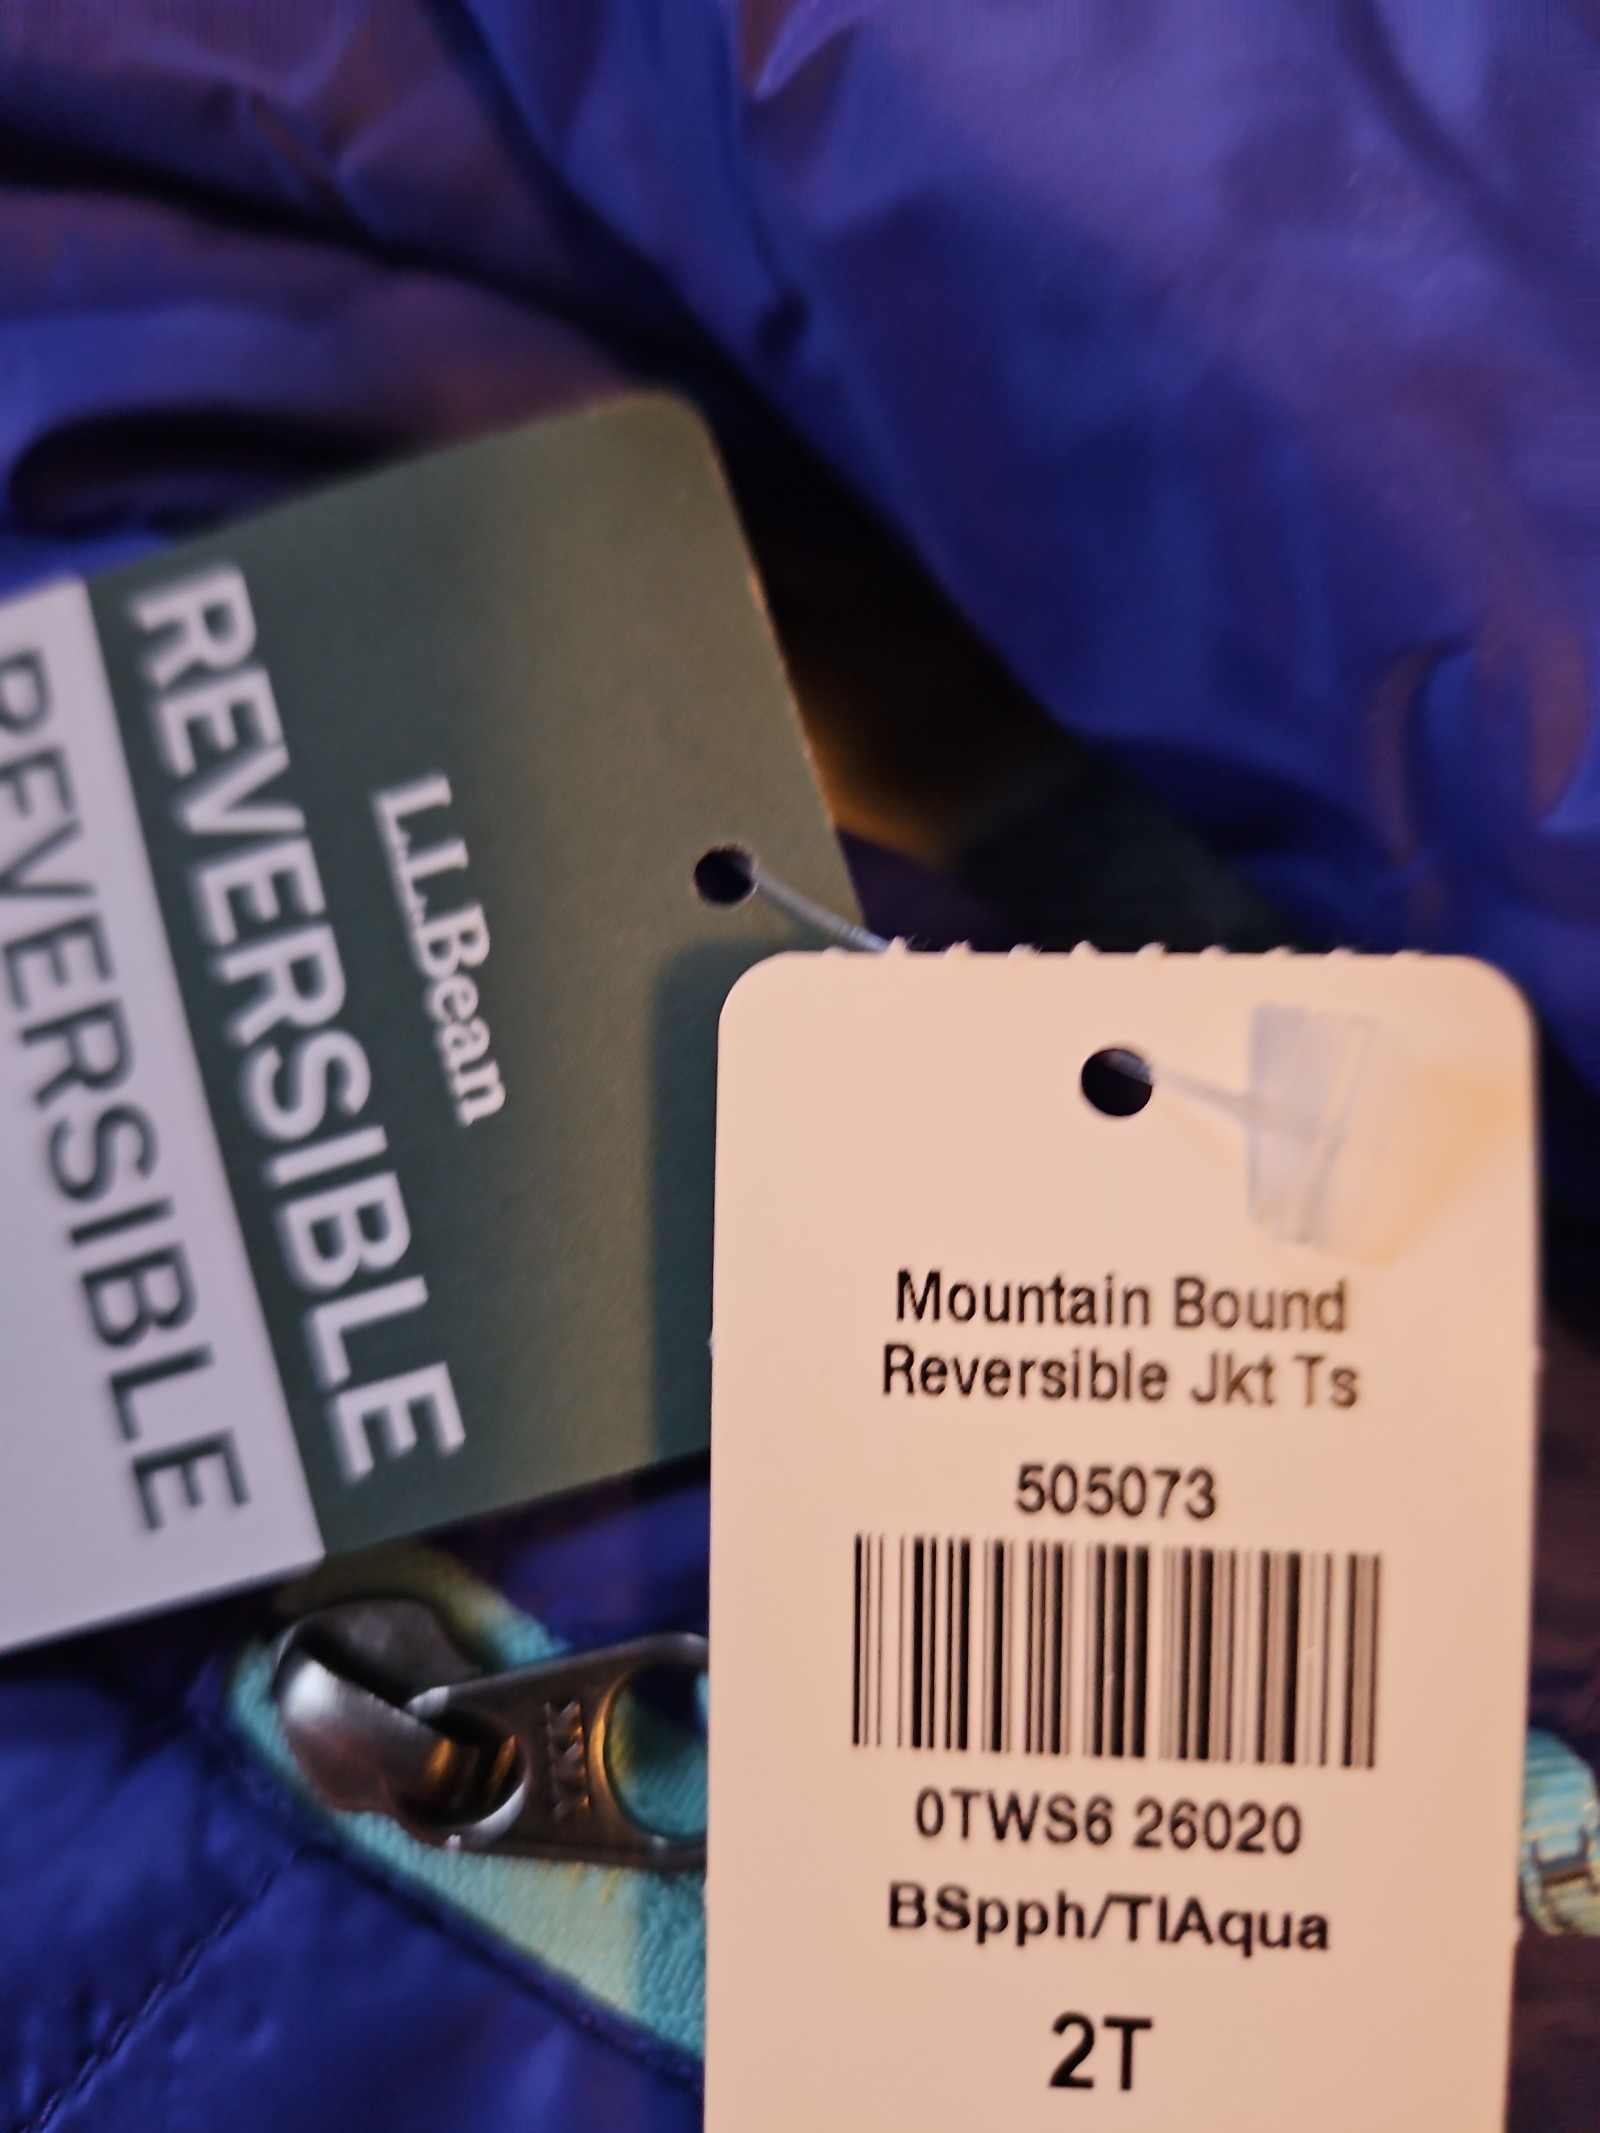 L.L.Bean
REVERSIBLE
REVERSIBLE
Mountain Bound
Reversible Jkt Ts
505073
0TWS6 26020
BSpph/TlAqua
2T